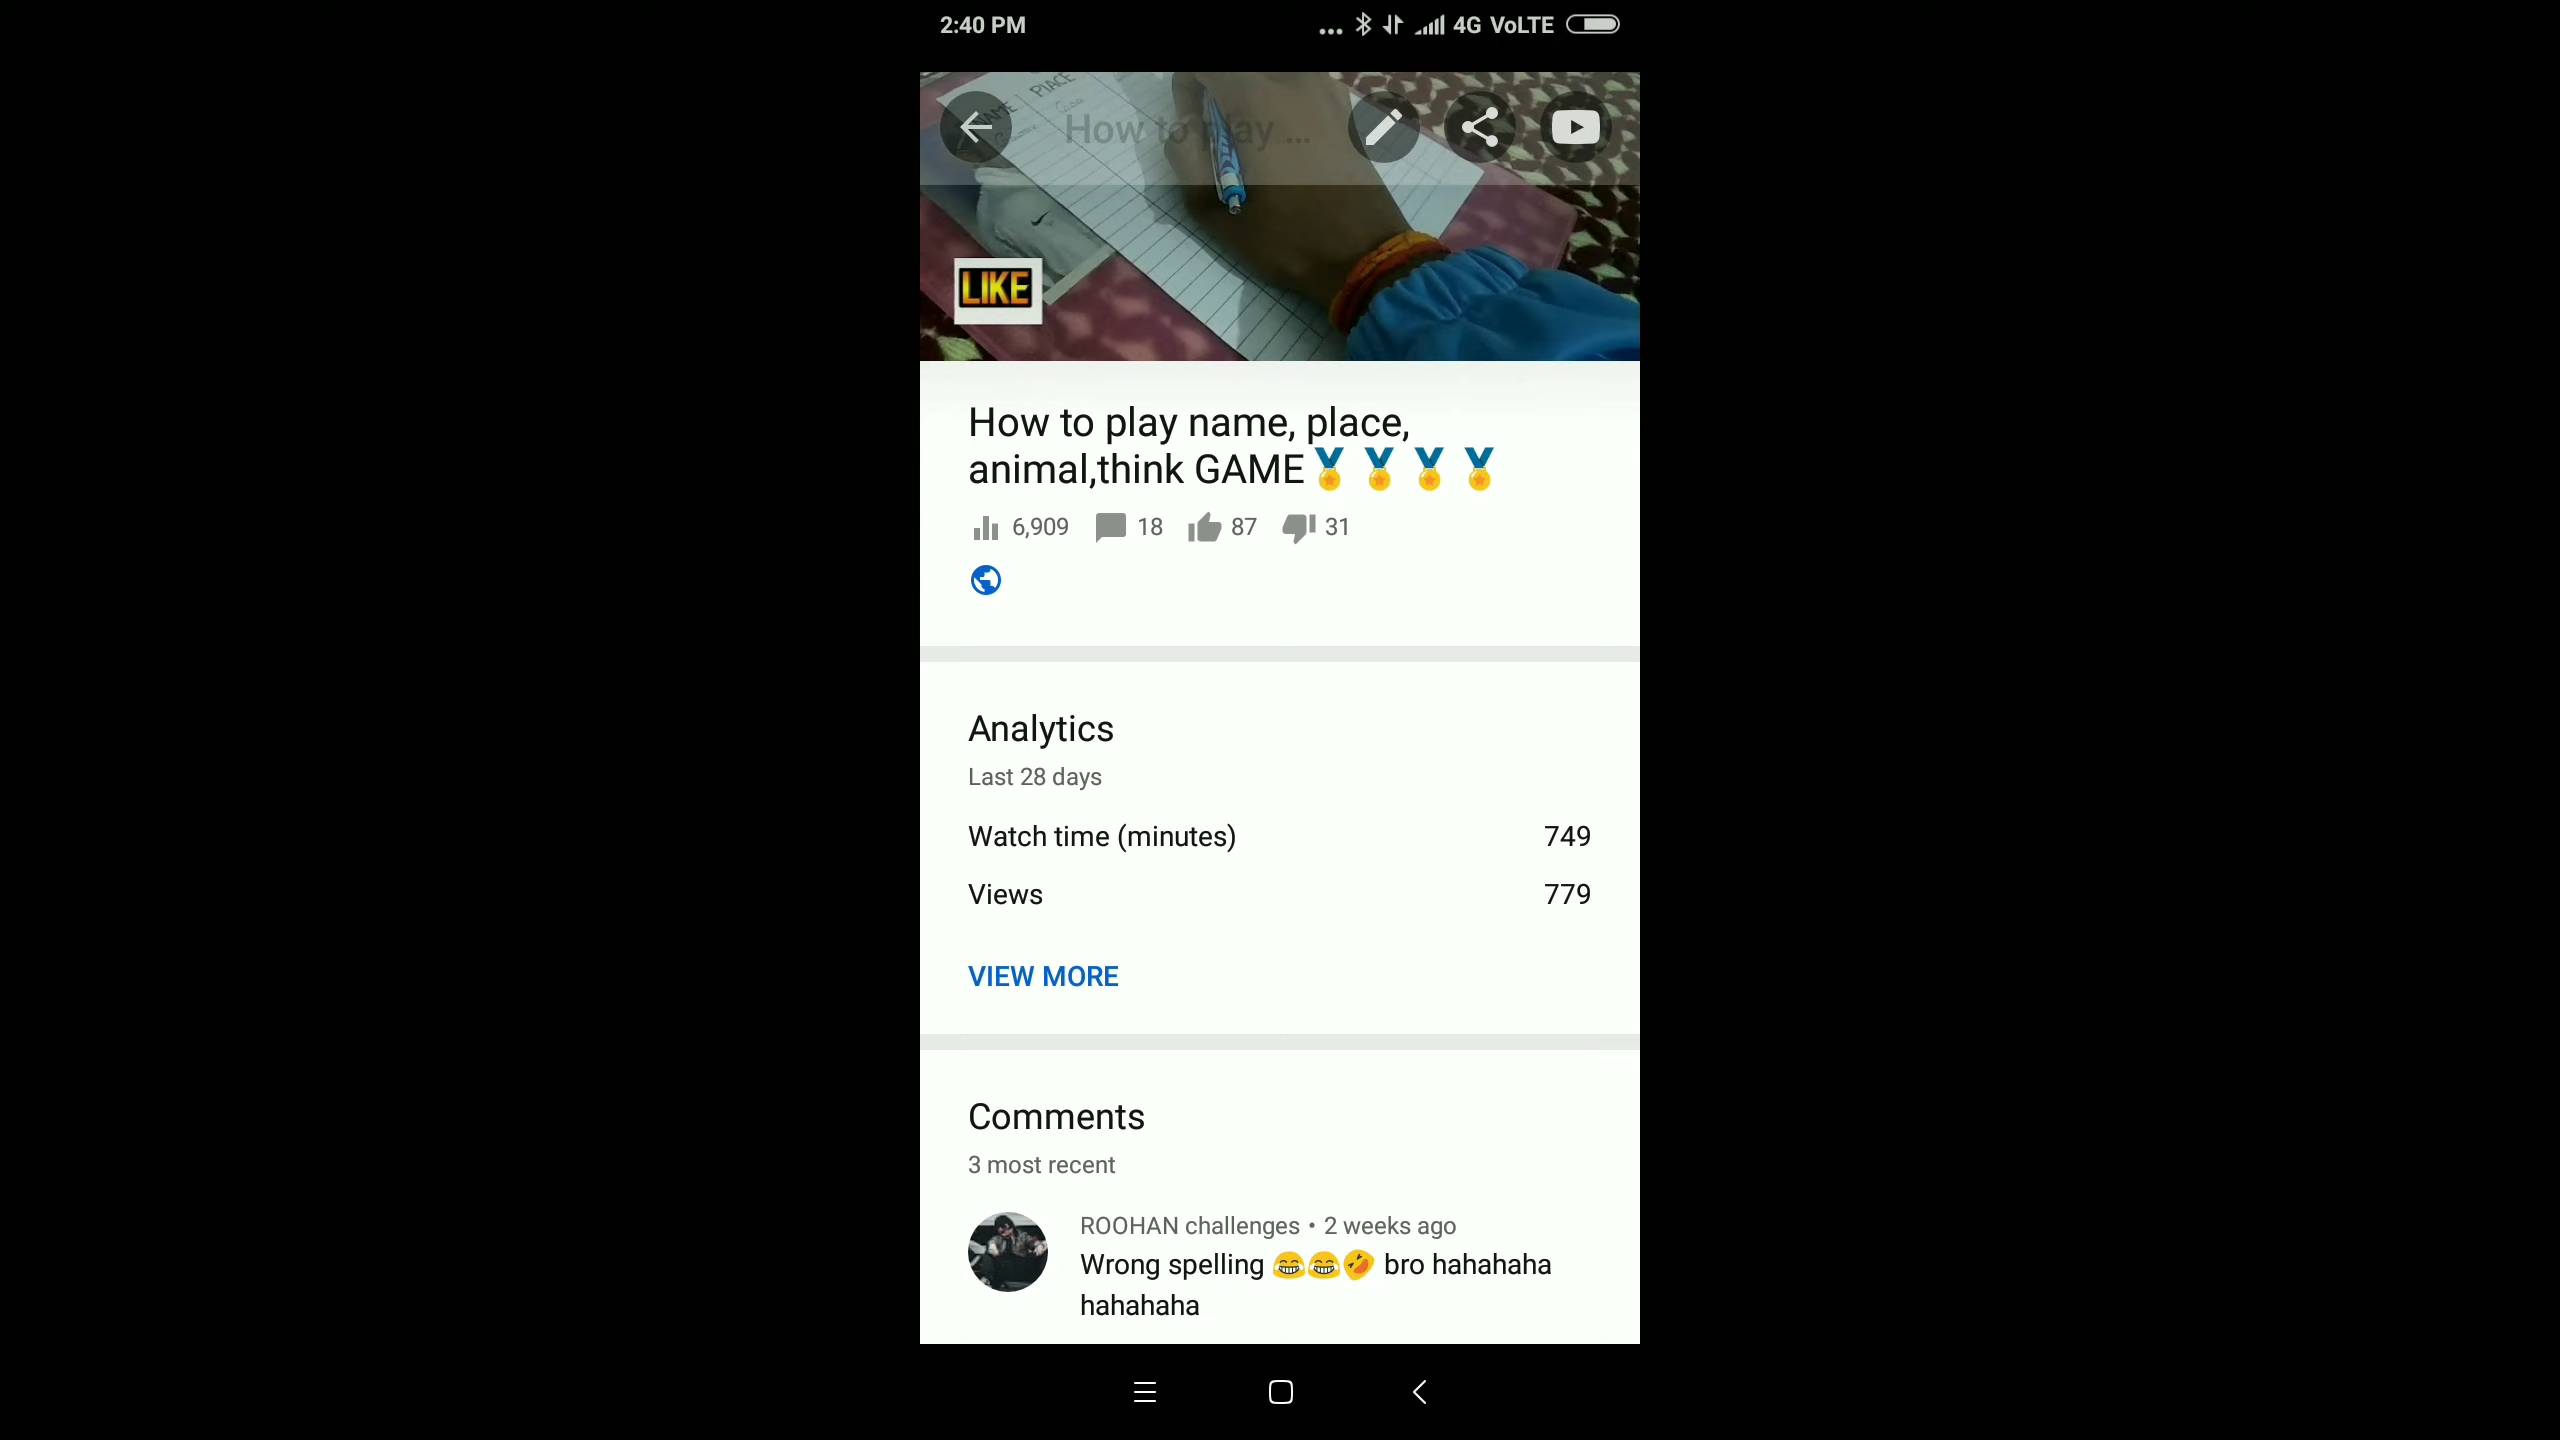 2:40 PM
... 4G VoLTE
NAME PlACE
How to play ...
LIKE
How to play name, place,
animal,think GAME🏅🏅🏅🏅
6,909 18 87 31
Analytics
Last 28 days
Watch time (minutes) 749
Views 779
VIEW MORE
Comments
3 most recent
ROOHAN challenges • 2 weeks ago
Wrong spelling 😂😂🤣 bro hahahaha
hahahaha